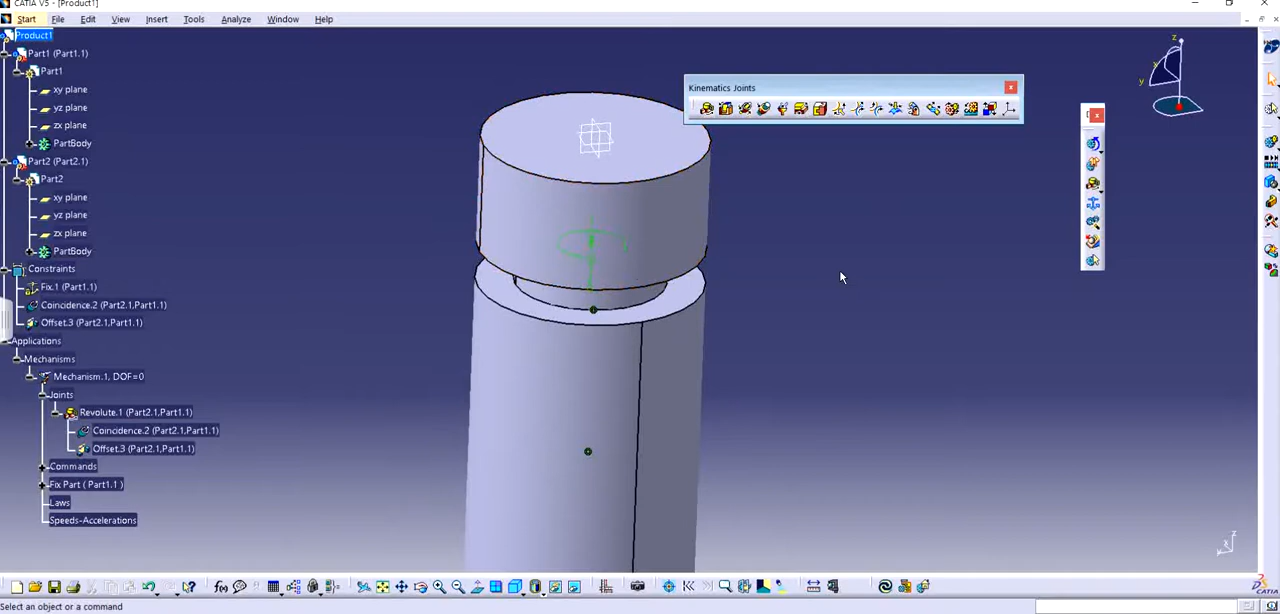 CATIA V5 - [Product1]
Start File Edit View Insert Tools Analyze Window Help
Product1
Part1 (Part1.1)
Part1
xy plane
yz plane
zx plane
PartBody
Part2 (Part2.1)
Part2
xy plane
yz plane
zx plane
PartBody
Constraints
Fix.1 (Part1.1)
Coincidence.2 (Part2.1,Part1.1)
Offset.3 (Part2.1,Part1.1)
Applications
Mechanisms
Mechanism.1, DOF=0
Joints
Revolute.1 (Part2.1,Part1.1)
Coincidence.2 (Part2.1,Part1.1)
Offset.3 (Part2.1,Part1.1)
Commands
Fix Part ( Part1.1 )
Laws
Speeds-Accelerations
Kinematics Joints
z
x
y
f(x)
CATIA
Select an object or a command